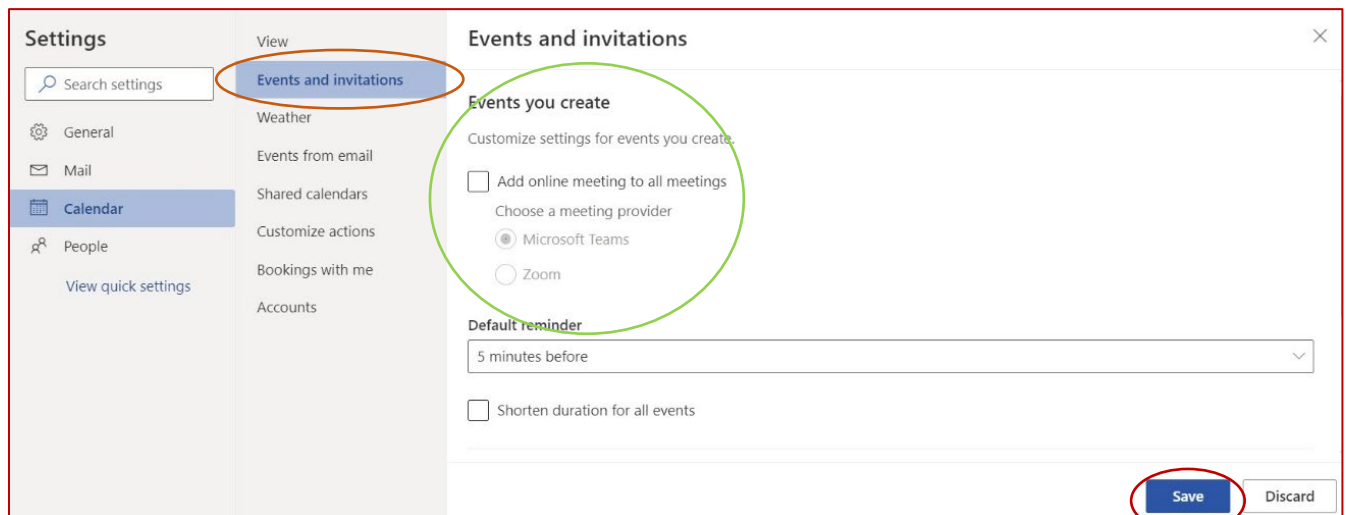 Settings
Search settings
General
Mail
Calendar
People
View quick settings
View
Events and invitations
Weather
Events from email
Shared calendars
Customize actions
Bookings with me
Accounts
Events and invitations
Events you create
Customize settings for events you create.
Add online meeting to all meetings
Choose a meeting provider
Microsoft Teams
Zoom
Default reminder
5 minutes before
Shorten duration for all events
Save
Discard